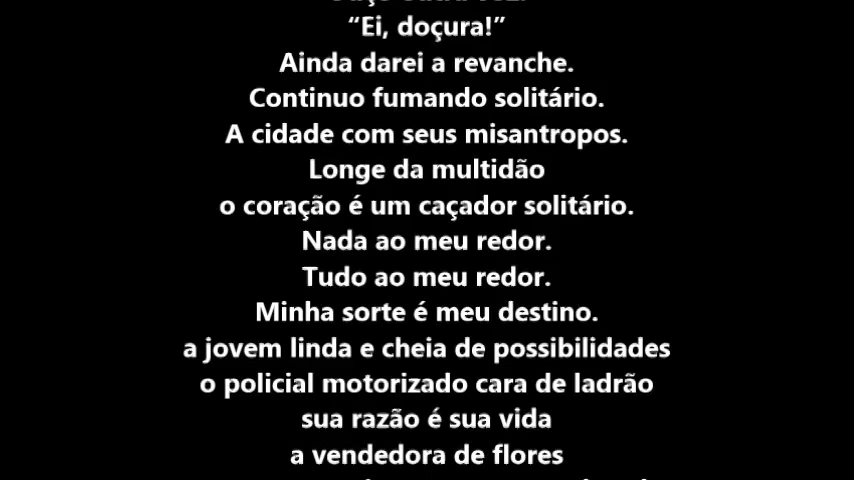 “Ei, doçura!”
Ainda darei a revanche.
Continuo fumando solitário.
A cidade com seus misantropos.
Longe da multidão
o coração é um caçador solitário.
Nada ao meu redor.
Tudo ao meu redor.
Minha sorte é meu destino.
a jovem linda e cheia de possibilidades
o policial motorizado cara de ladrão
sua razão é sua vida
a vendedora de flores